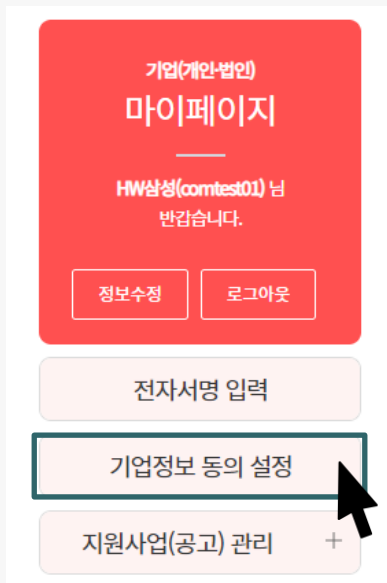 기업(개인·법인)
마이페이지
HW삼성(comtest01) 님
반갑습니다.
정보수정 로그아웃
전자서명 입력
기업정보 동의 설정
지원사업(공고) 관리 +